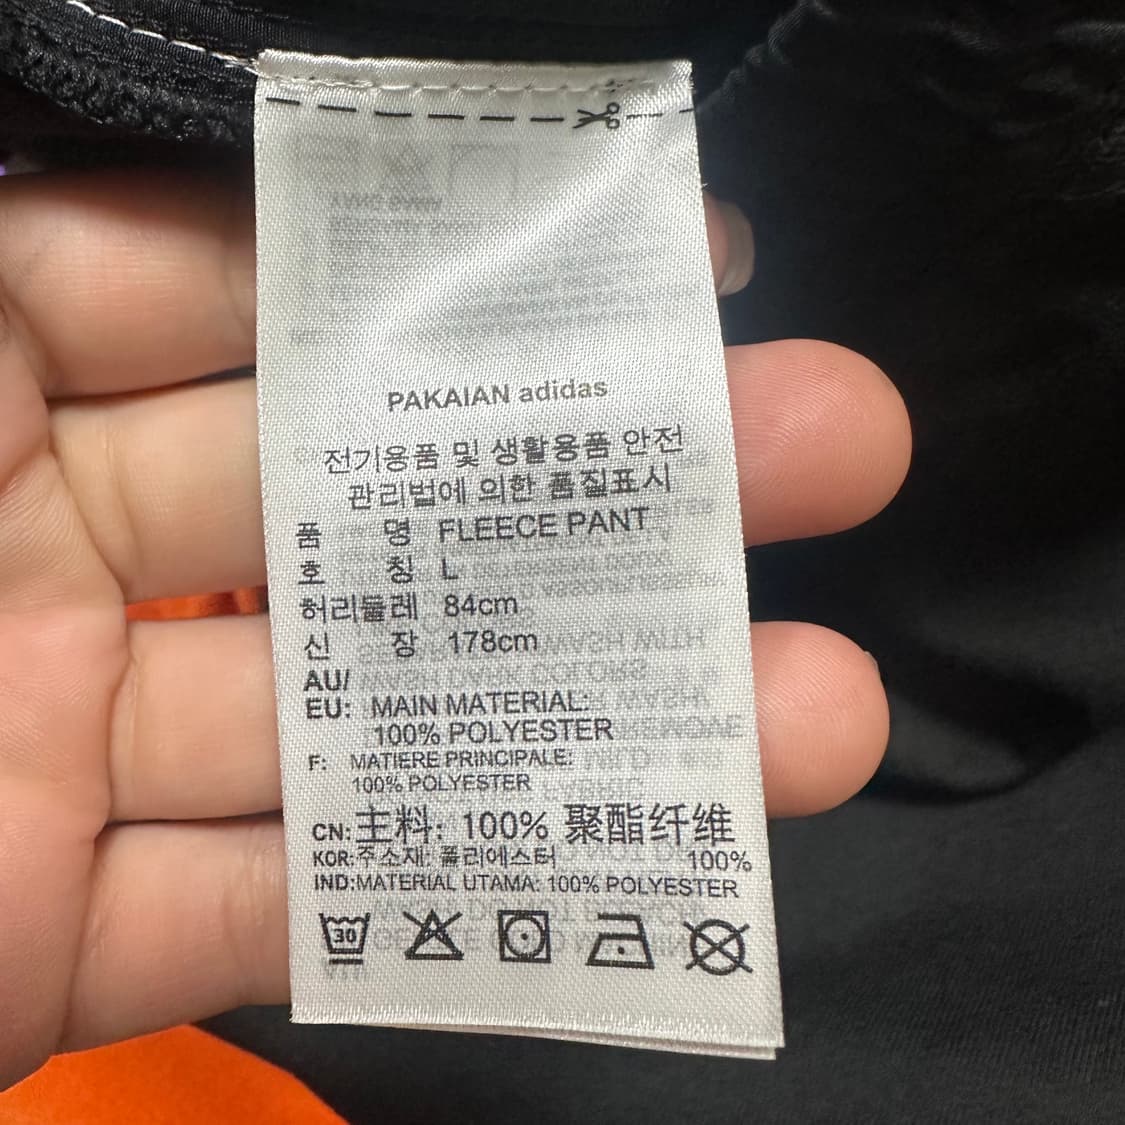 PAKAIAN adidas
전기용품 및 생활용품 안전
관리법에 의한 품질표시
품 명 FLEECE PANT
호 칭 L
허리둘레 84cm
신 장 178cm
AU/
EU: MAIN MATERIAL:
100% POLYESTER
F: MATIERE PRINCIPALE:
100% POLYESTER
CN: 主料: 100% 聚酯纤维
KOR: 주소재: 폴리에스터 100%
IND: MATERIAL UTAMA: 100% POLYESTER
30